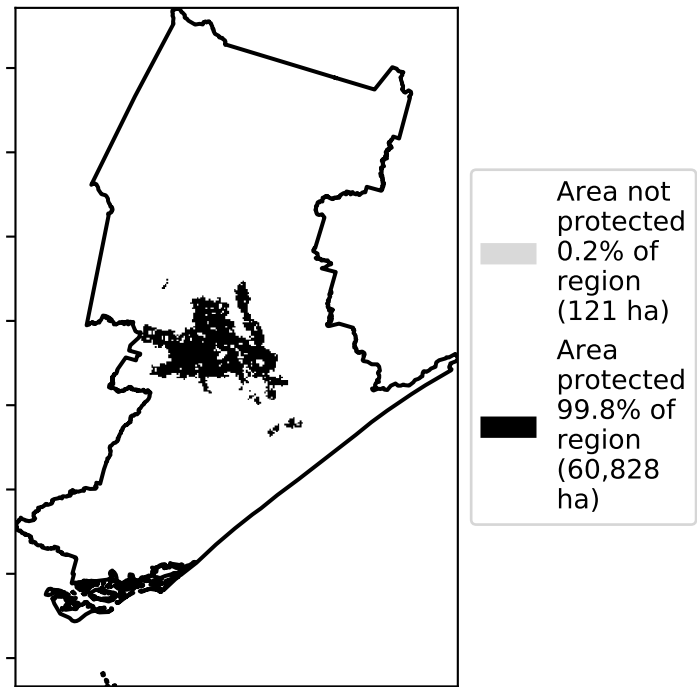 Area not
protected
0.2% of
region
(121 ha)
Area
protected
99.8% of
region
(60,828
ha)